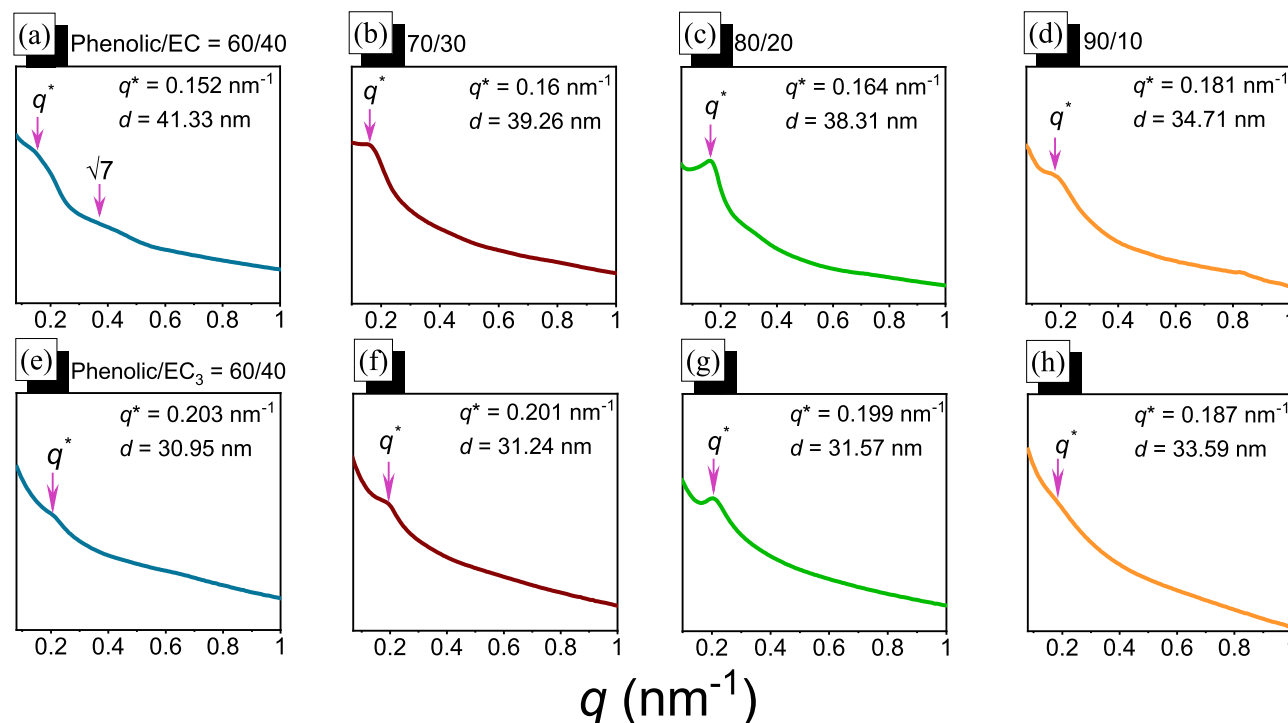 (a) Phenolic/EC = 60/40
q* = 0.152 nm⁻¹
d = 41.33 nm
q*
√7
0.2 0.4 0.6 0.8 1
(b) 70/30
q* = 0.16 nm⁻¹
d = 39.26 nm
q*
0.2 0.4 0.6 0.8 1
(c) 80/20
q* = 0.164 nm⁻¹
d = 38.31 nm
q*
0.2 0.4 0.6 0.8 1
(d) 90/10
q* = 0.181 nm⁻¹
d = 34.71 nm
q*
0.2 0.4 0.6 0.8 1
(e) Phenolic/EC₃ = 60/40
q* = 0.203 nm⁻¹
d = 30.95 nm
q*
0.2 0.4 0.6 0.8 1
(f)
q* = 0.201 nm⁻¹
d = 31.24 nm
q*
0.2 0.4 0.6 0.8 1
(g)
q* = 0.199 nm⁻¹
d = 31.57 nm
q*
0.2 0.4 0.6 0.8 1
(h)
q* = 0.187 nm⁻¹
d = 33.59 nm
q*
0.2 0.4 0.6 0.8 1
q (nm⁻¹)